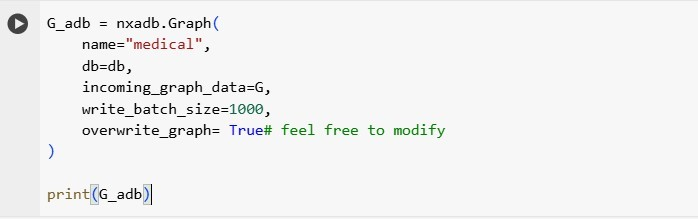 G_adb = nxadb.Graph(
    name="medical",
    db=db,
    incoming_graph_data=G,
    write_batch_size=1000,
    overwrite_graph= True# feel free to modify
)
print(G_adb)